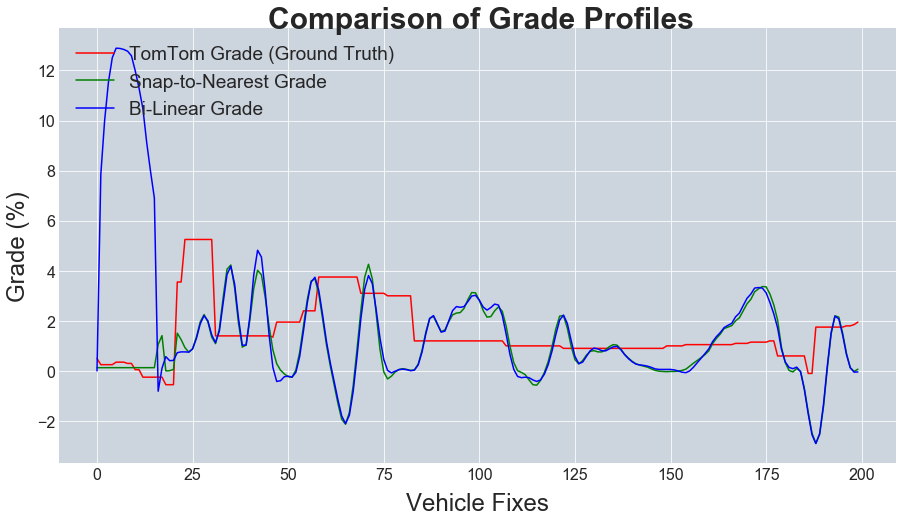 Comparison of Grade Profiles
TomTom Grade (Ground Truth)
Snap-to-Nearest Grade
Bi-Linear Grade
Grade (%)
12
10
8
6
4
2
0
−2
0 25 50 75 100 125 150 175 200
Vehicle Fixes